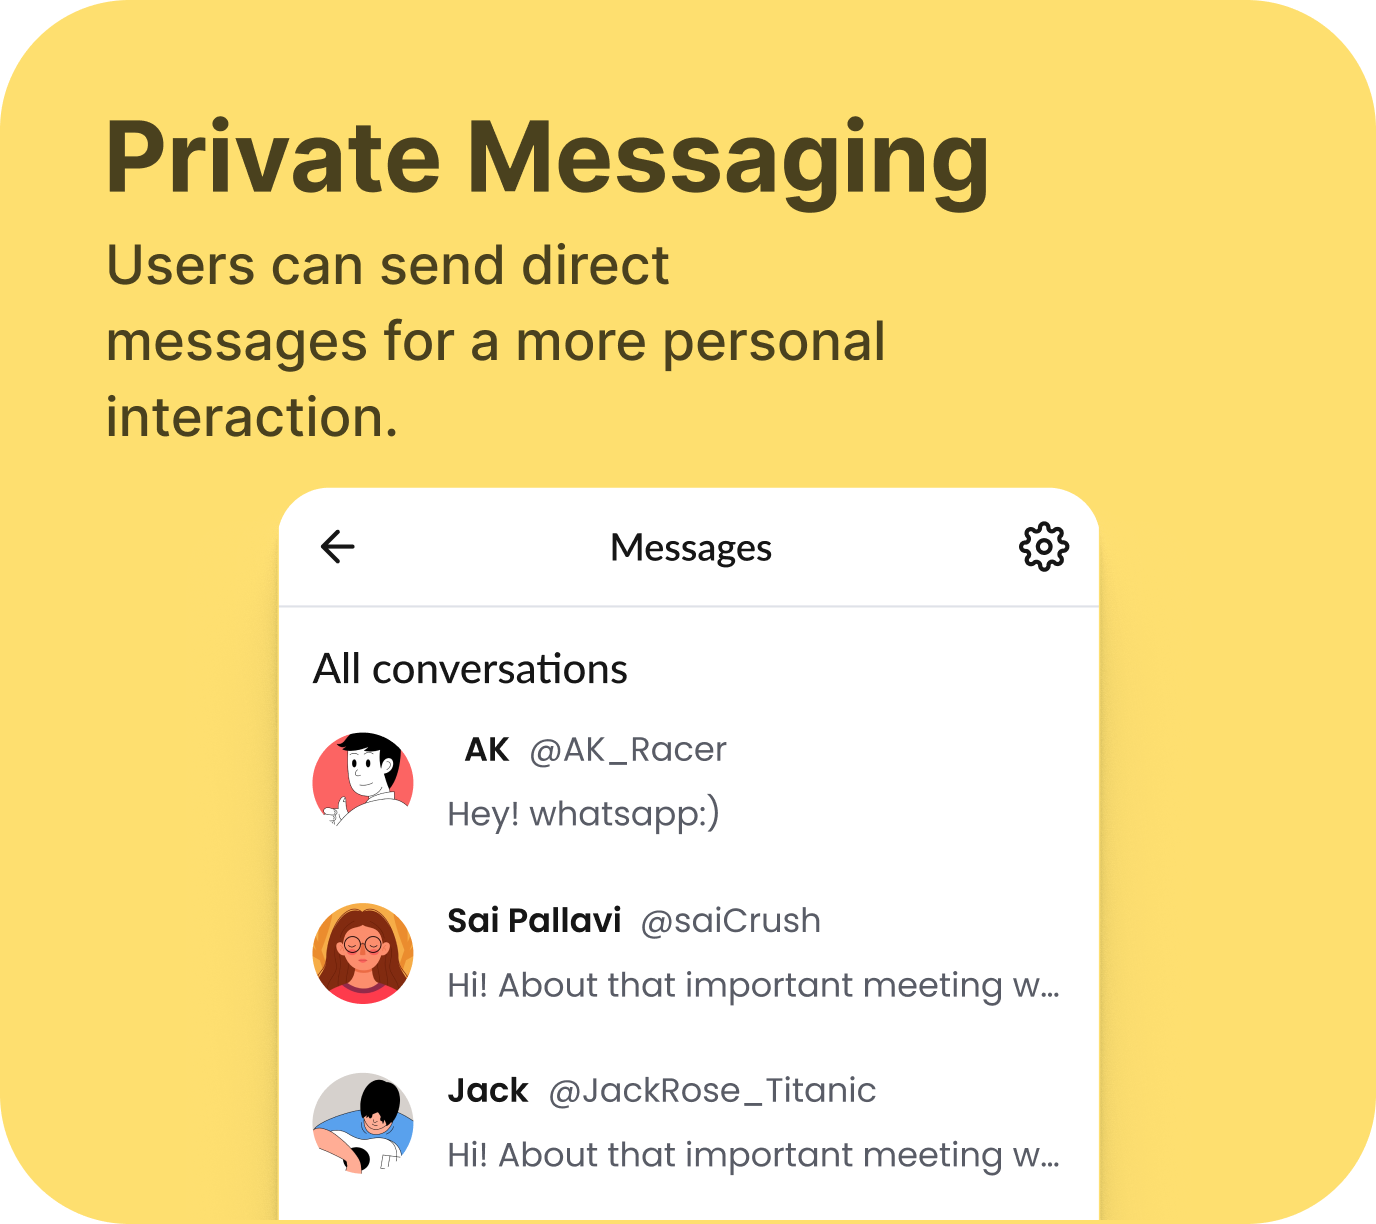 Private Messaging
Users can send direct
messages for a more personal
interaction.
Messages
All conversations
AK @AK_Racer
Hey! whatsapp:)
Sai Pallavi @saiCrush
Hi! About that important meeting w...
Jack @JackRose_Titanic
Hi! About that important meeting w...